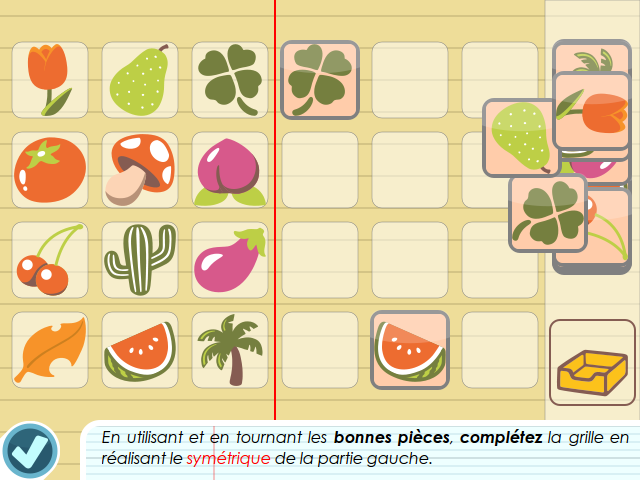 En utilisant et en tournant les bonnes pièces, complétez la grille en
réalisant le symétrique de la partie gauche.